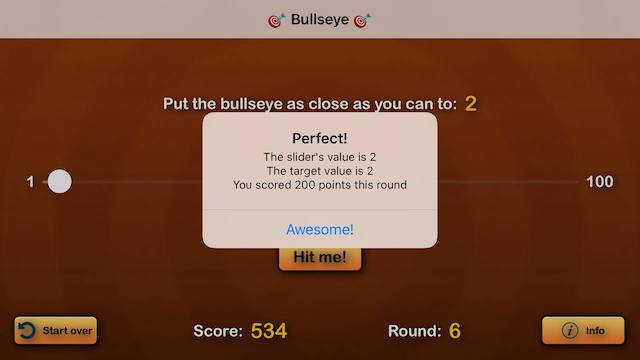 🎯 Bullseye 🎯
Put the bullseye as close as you can to: 2
Perfect!
The slider's value is 2
The target value is 2
You scored 200 points this round
1
100
Awesome!
Hit me!
Start over
Score: 534
Round: 6
Info